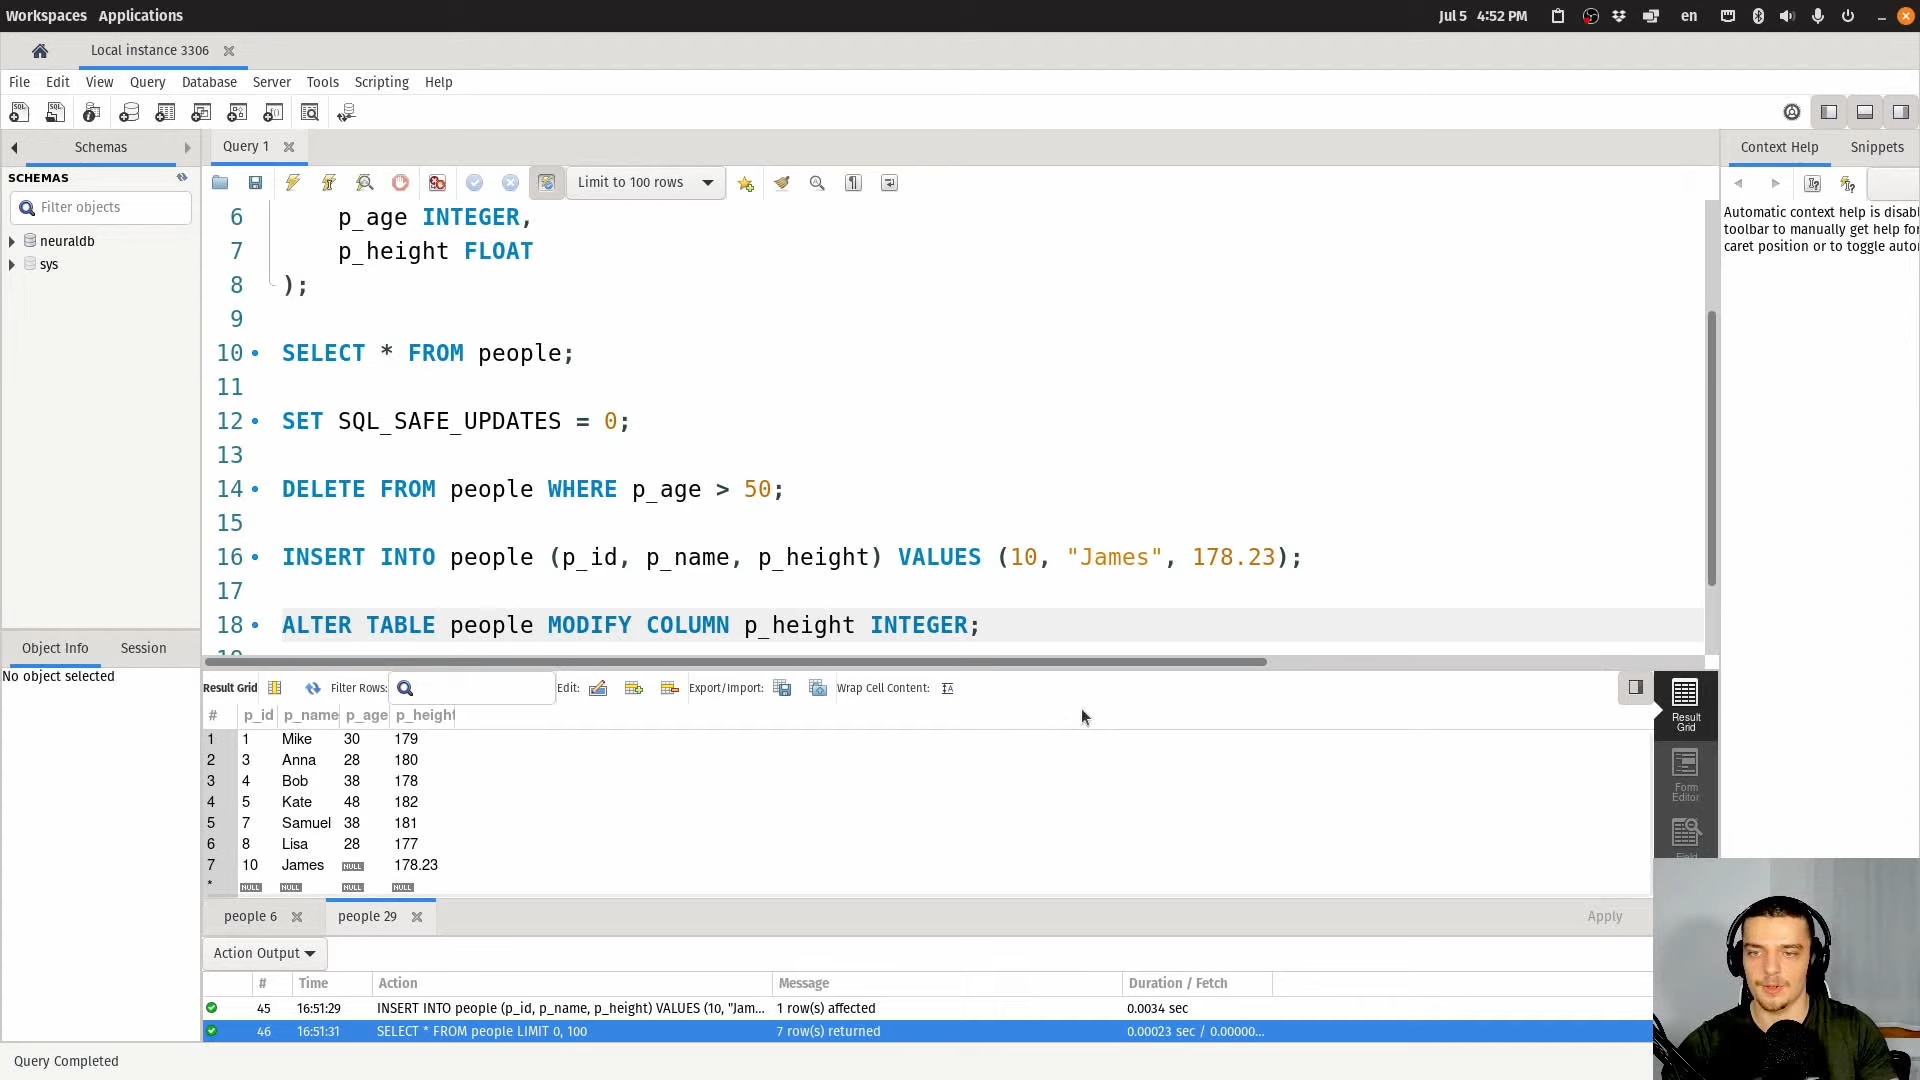 Workspaces Applications
Jul 5 4:52 PM
en
Local instance 3306
File Edit View Query Database Server Tools Scripting Help
Schemas
Query 1
Context Help Snippets
SCHEMAS
Limit to 100 rows
Filter objects
neuraldb
sys
Automatic context help is disabl
toolbar to manually get help for
caret position or to toggle auto
6 p_age INTEGER,
7 p_height FLOAT
8 );
9
10 SELECT * FROM people;
11
12 SET SQL_SAFE_UPDATES = 0;
13
14 DELETE FROM people WHERE p_age > 50;
15
16 INSERT INTO people (p_id, p_name, p_height) VALUES (10, "James", 178.23);
17
18 ALTER TABLE people MODIFY COLUMN p_height INTEGER;
Object Info Session
No object selected
Result Grid Filter Rows: Edit: Export/Import: Wrap Cell Content:
# p_id p_name p_age p_height
1 1 Mike 30 179
2 3 Anna 28 180
3 4 Bob 38 178
4 5 Kate 48 182
5 7 Samuel 38 181
6 8 Lisa 28 177
7 10 James NULL 178.23
* NULL NULL NULL NULL
Result
Grid
Form
Editor
Field
people 6 people 29
Apply
Action Output
# Time Action Message Duration / Fetch
45 16:51:29 INSERT INTO people (p_id, p_name, p_height) VALUES (10, "Jam... 1 row(s) affected 0.0034 sec
46 16:51:31 SELECT * FROM people LIMIT 0, 100 7 row(s) returned 0.00023 sec / 0.00000...
Query Completed